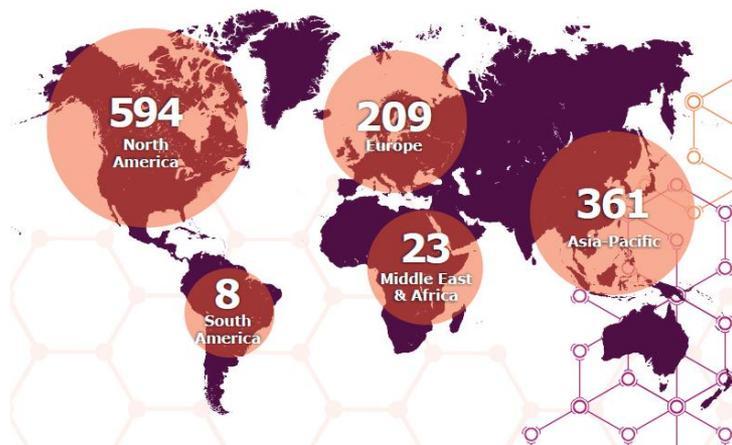 594
North
America
209
Europe
361
Asia-Pacific
23
Middle East
& Africa
8
South
America